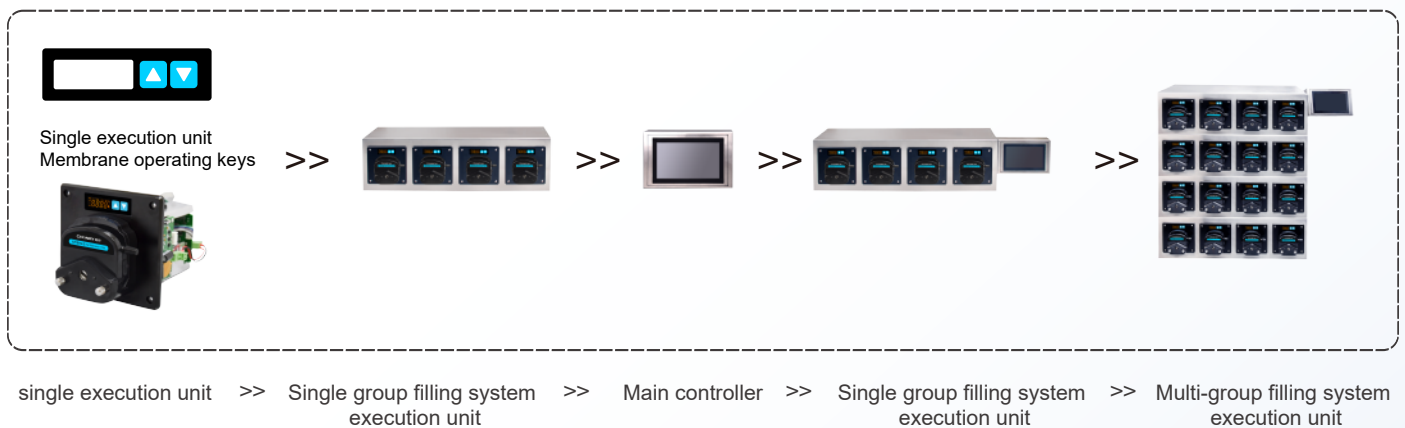 Single execution unit
Membrane operating keys
>> >> >> >>
single execution unit >> Single group filling system execution unit >> Main controller >> Single group filling system execution unit >> Multi-group filling system execution unit